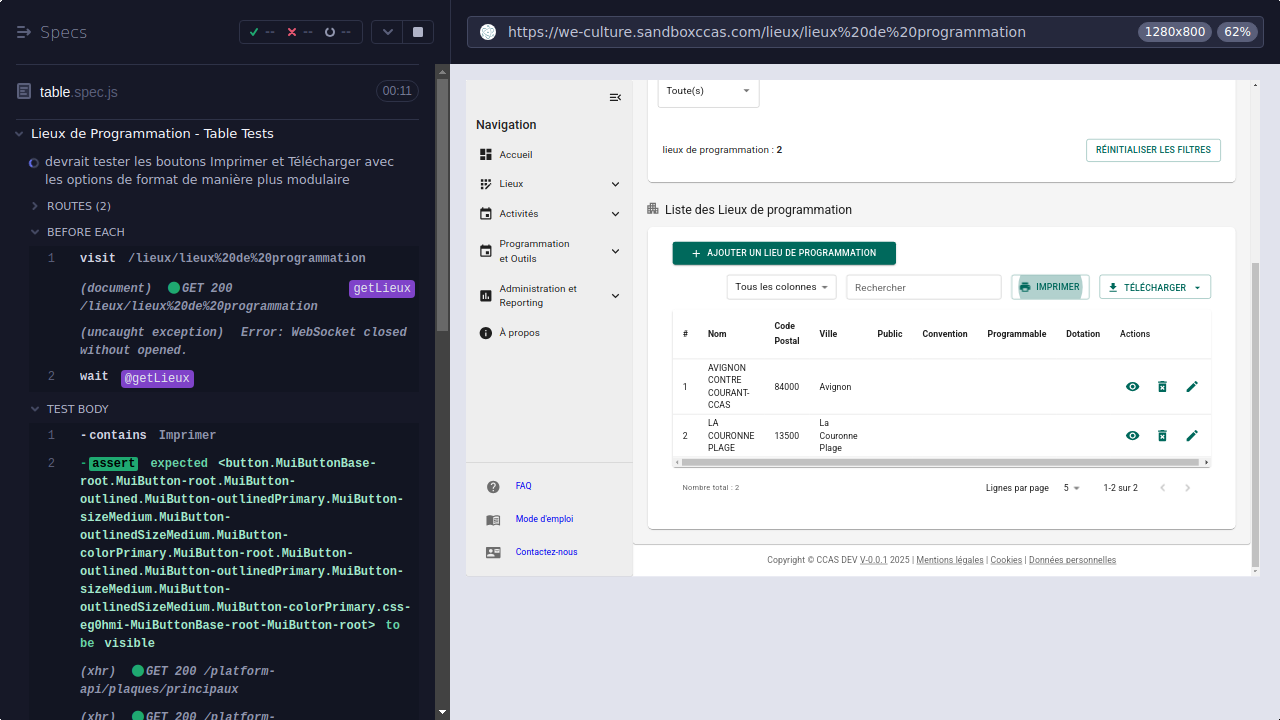 Specs
-- -- --
https://we-culture.sandboxccas.com/lieux/lieux%20de%20programmation
1280x800
62%
table.spec.js
00:11
Lieux de Programmation - Table Tests
devrait tester les boutons Imprimer et Télécharger avec
les options de format de manière plus modulaire
ROUTES (2)
BEFORE EACH
1 visit /lieux/lieux%20de%20programmation
(document) GET 200 getLieux
/lieux/lieux%20de%20programmation
(uncaught exception) Error: WebSocket closed
without opened.
2 wait @getLieux
TEST BODY
1 -contains Imprimer
2 -assert expected <button.MuiButtonBase-
root.MuiButton-root.MuiButton-
outlined.MuiButton-outlinedPrimary.MuiButton-
sizeMedium.MuiButton-
outlinedSizeMedium.MuiButton-
colorPrimary.MuiButton-root.MuiButton-
outlined.MuiButton-outlinedPrimary.MuiButton-
sizeMedium.MuiButton-
outlinedSizeMedium.MuiButton-colorPrimary.css-
eg0hmi-MuiButtonBase-root-MuiButton-root> to
be visible
(xhr) GET 200 /platform-
api/plaques/principaux
(xhr) GET 200 /platform-
Navigation
Accueil
Lieux
Activités
Programmation
et Outils
Administration et
Reporting
À propos
FAQ
Mode d'emploi
Contactez-nous
Toute(s)
lieux de programmation : 2
RÉINITIALISER LES FILTRES
Liste des Lieux de programmation
AJOUTER UN LIEU DE PROGRAMMATION
Tous les colonnes
Rechercher
IMPRIMER
TÉLÉCHARGER
# Nom Code Postal Ville Public Convention Programmable Dotation Actions
1 AVIGNON CONTRE COURANT-CCAS 84000 Avignon
2 LA COURONNE PLAGE 13500 La Couronne Plage
Nombre total : 2
Lignes par page 5 1-2 sur 2
Copyright © CCAS DEV V-0.0.1 2025 | Mentions légales | Cookies | Données personnelles